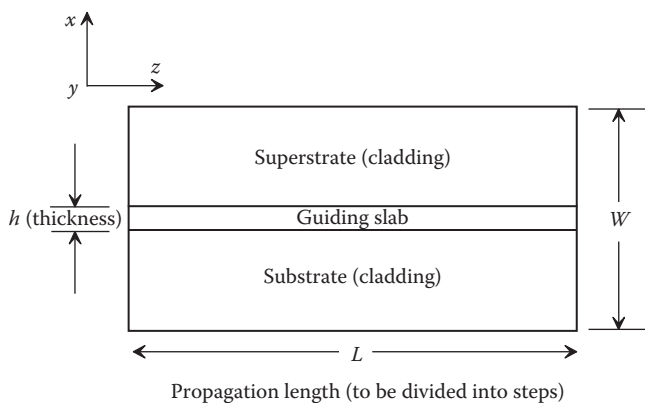 x
z
y
Superstrate (cladding)
h (thickness)
Guiding slab
W
Substrate (cladding)
L
Propagation length (to be divided into steps)